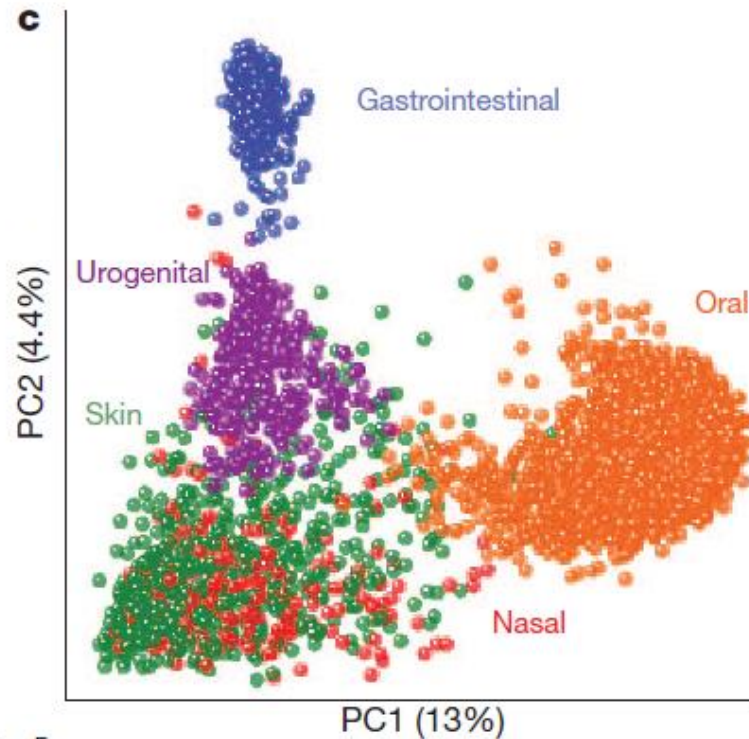 c
Gastrointestinal
Urogenital
Oral
Skin
Nasal
PC2 (4.4%)
PC1 (13%)